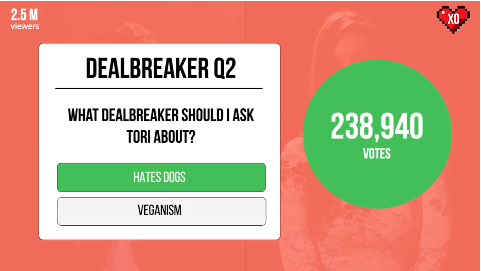 2.5 M
viewers
XO
DEALBREAKER Q2
WHAT DEALBREAKER SHOULD I ASK
TORI ABOUT?
HATES DOGS
VEGANISM
238,940
VOTES